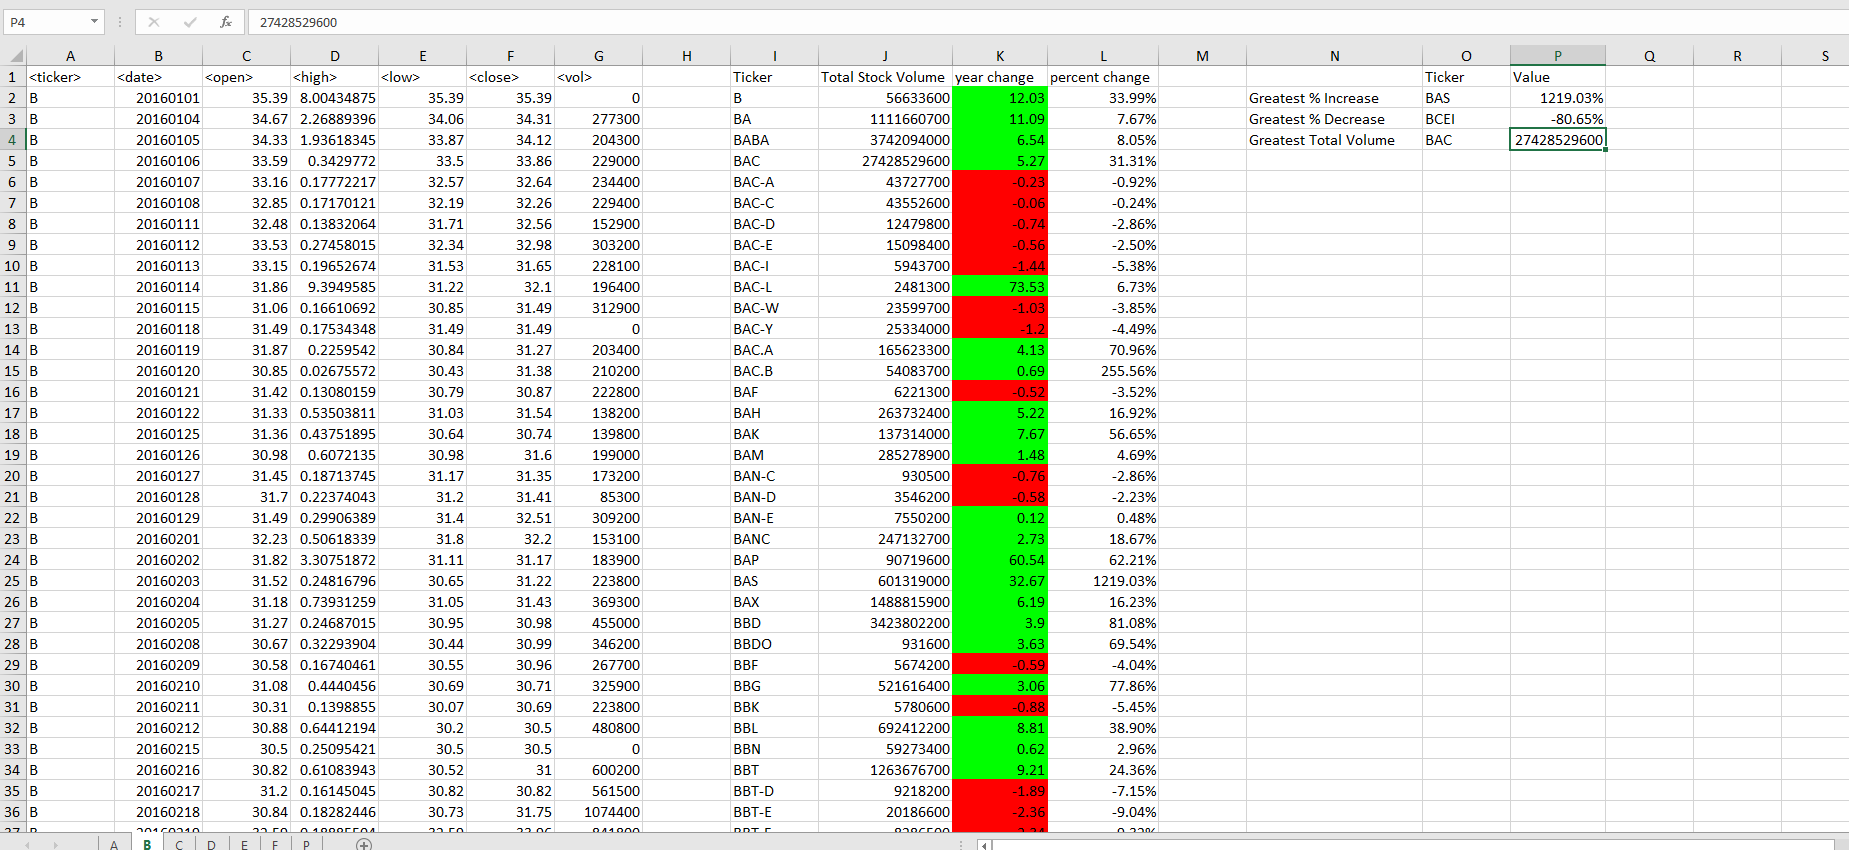 P4 27428529600
A B C D E F G H I J K L M N O P Q R S
1 <ticker> <date> <open> <high> <low> <close> <vol> Ticker Total Stock Volume year change percent change Ticker Value
2 B 20160101 35.39 8.00434875 35.39 35.39 0 B 56633600 12.03 33.99% Greatest % Increase BAS 1219.03%
3 B 20160104 34.67 2.26889396 34.06 34.31 277300 BA 1111660700 11.09 7.67% Greatest % Decrease BCEI -80.65%
4 B 20160105 34.33 1.93618345 33.87 34.12 204300 BABA 3742094000 6.54 8.05% Greatest Total Volume BAC 27428529600
5 B 20160106 33.59 0.3429772 33.5 33.86 229000 BAC 27428529600 5.27 31.31%
6 B 20160107 33.16 0.17772217 32.57 32.64 234400 BAC-A 43727700 -0.23 -0.92%
7 B 20160108 32.85 0.17170121 32.19 32.26 229400 BAC-C 43552600 -0.06 -0.24%
8 B 20160111 32.48 0.13832064 31.71 32.56 152900 BAC-D 12479800 -0.74 -2.86%
9 B 20160112 33.53 0.27458015 32.34 32.98 303200 BAC-E 15098400 -0.56 -2.50%
10 B 20160113 33.15 0.19652674 31.53 31.65 228100 BAC-I 5943700 -1.44 -5.38%
11 B 20160114 31.86 9.3949585 31.22 32.1 196400 BAC-L 2481300 73.53 6.73%
12 B 20160115 31.06 0.16610692 30.85 31.49 312900 BAC-W 23599700 -1.03 -3.85%
13 B 20160118 31.49 0.17534348 31.49 31.49 0 BAC-Y 25334000 -1.2 -4.49%
14 B 20160119 31.87 0.2259542 30.84 31.27 203400 BAC.A 165623300 4.13 70.96%
15 B 20160120 30.85 0.02675572 30.43 31.38 210200 BAC.B 54083700 0.69 255.56%
16 B 20160121 31.42 0.13080159 30.79 30.87 222800 BAF 6221300 -0.52 -3.52%
17 B 20160122 31.33 0.53503811 31.03 31.54 138200 BAH 263732400 5.22 16.92%
18 B 20160125 31.36 0.43751895 30.64 30.74 139800 BAK 137314000 7.67 56.65%
19 B 20160126 30.98 0.6072135 30.98 31.6 199000 BAM 285278900 1.48 4.69%
20 B 20160127 31.45 0.18713745 31.17 31.35 173200 BAN-C 930500 -0.76 -2.86%
21 B 20160128 31.7 0.22374043 31.2 31.41 85300 BAN-D 3546200 -0.58 -2.23%
22 B 20160129 31.49 0.29906389 31.4 32.51 309200 BAN-E 7550200 0.12 0.48%
23 B 20160201 32.23 0.50618339 31.8 32.2 153100 BANC 247132700 2.73 18.67%
24 B 20160202 31.82 3.30751872 31.11 31.17 183900 BAP 90719600 60.54 62.21%
25 B 20160203 31.52 0.24816796 30.65 31.22 223800 BAS 601319000 32.67 1219.03%
26 B 20160204 31.18 0.73931259 31.05 31.43 369300 BAX 1488815900 6.19 16.23%
27 B 20160205 31.27 0.24687015 30.95 30.98 455000 BBD 3423802200 3.9 81.08%
28 B 20160208 30.67 0.32293904 30.44 30.99 346200 BBDO 931600 3.63 69.54%
29 B 20160209 30.58 0.16740461 30.55 30.96 267700 BBF 5674200 -0.59 -4.04%
30 B 20160210 31.08 0.4440456 30.69 30.71 325900 BBG 521616400 3.06 77.86%
31 B 20160211 30.31 0.1398855 30.07 30.69 223800 BBK 5780600 -0.88 -5.45%
32 B 20160212 30.88 0.64412194 30.2 30.5 480800 BBL 692412200 8.81 38.90%
33 B 20160215 30.5 0.25095421 30.5 30.5 0 BBN 59273400 0.62 2.96%
34 B 20160216 30.82 0.61083943 30.52 31 600200 BBT 1263676700 9.21 24.36%
35 B 20160217 31.2 0.16145045 30.82 30.82 561500 BBT-D 9218200 -1.89 -7.15%
36 B 20160218 30.84 0.18282446 30.73 31.75 1074400 BBT-E 20186600 -2.36 -9.04%
A B C D E F P